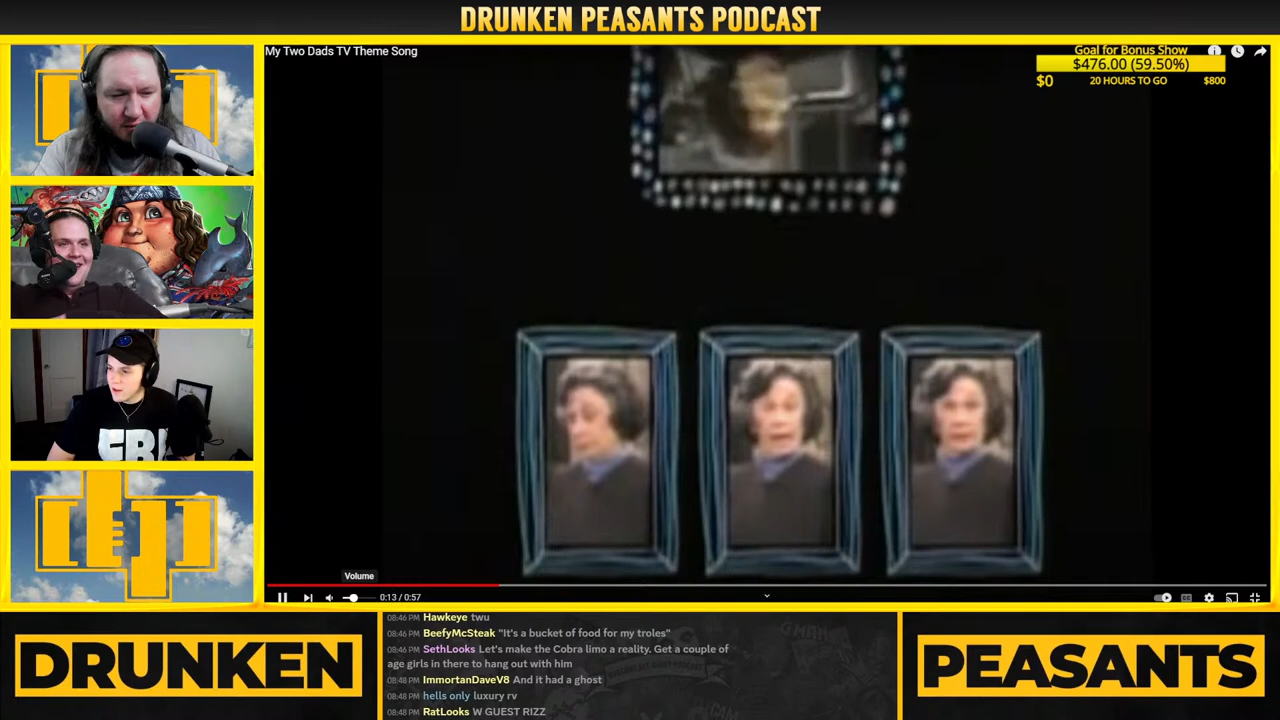 DRUNKEN PEASANTS PODCAST
My Two Dads TV Theme Song
Goal for Bonus Show
$476.00 (59.50%)
$0 20 HOURS TO GO $800
Volume
0:13 / 0:57
08:46 PM Hawkeye twu
08:46 PM BeefyMcSteak "It's a bucket of food for my troles"
08:46 PM SethLooks Let's make the Cobra limo a reality. Get a couple of
age girls in there to hang out with him
08:48 PM ImmortanDaveV8 And it had a ghost
08:48 PM hells only luxury rv
08:48 PM RatLooks W GUEST RIZZ
DRUNKEN
PEASANTS